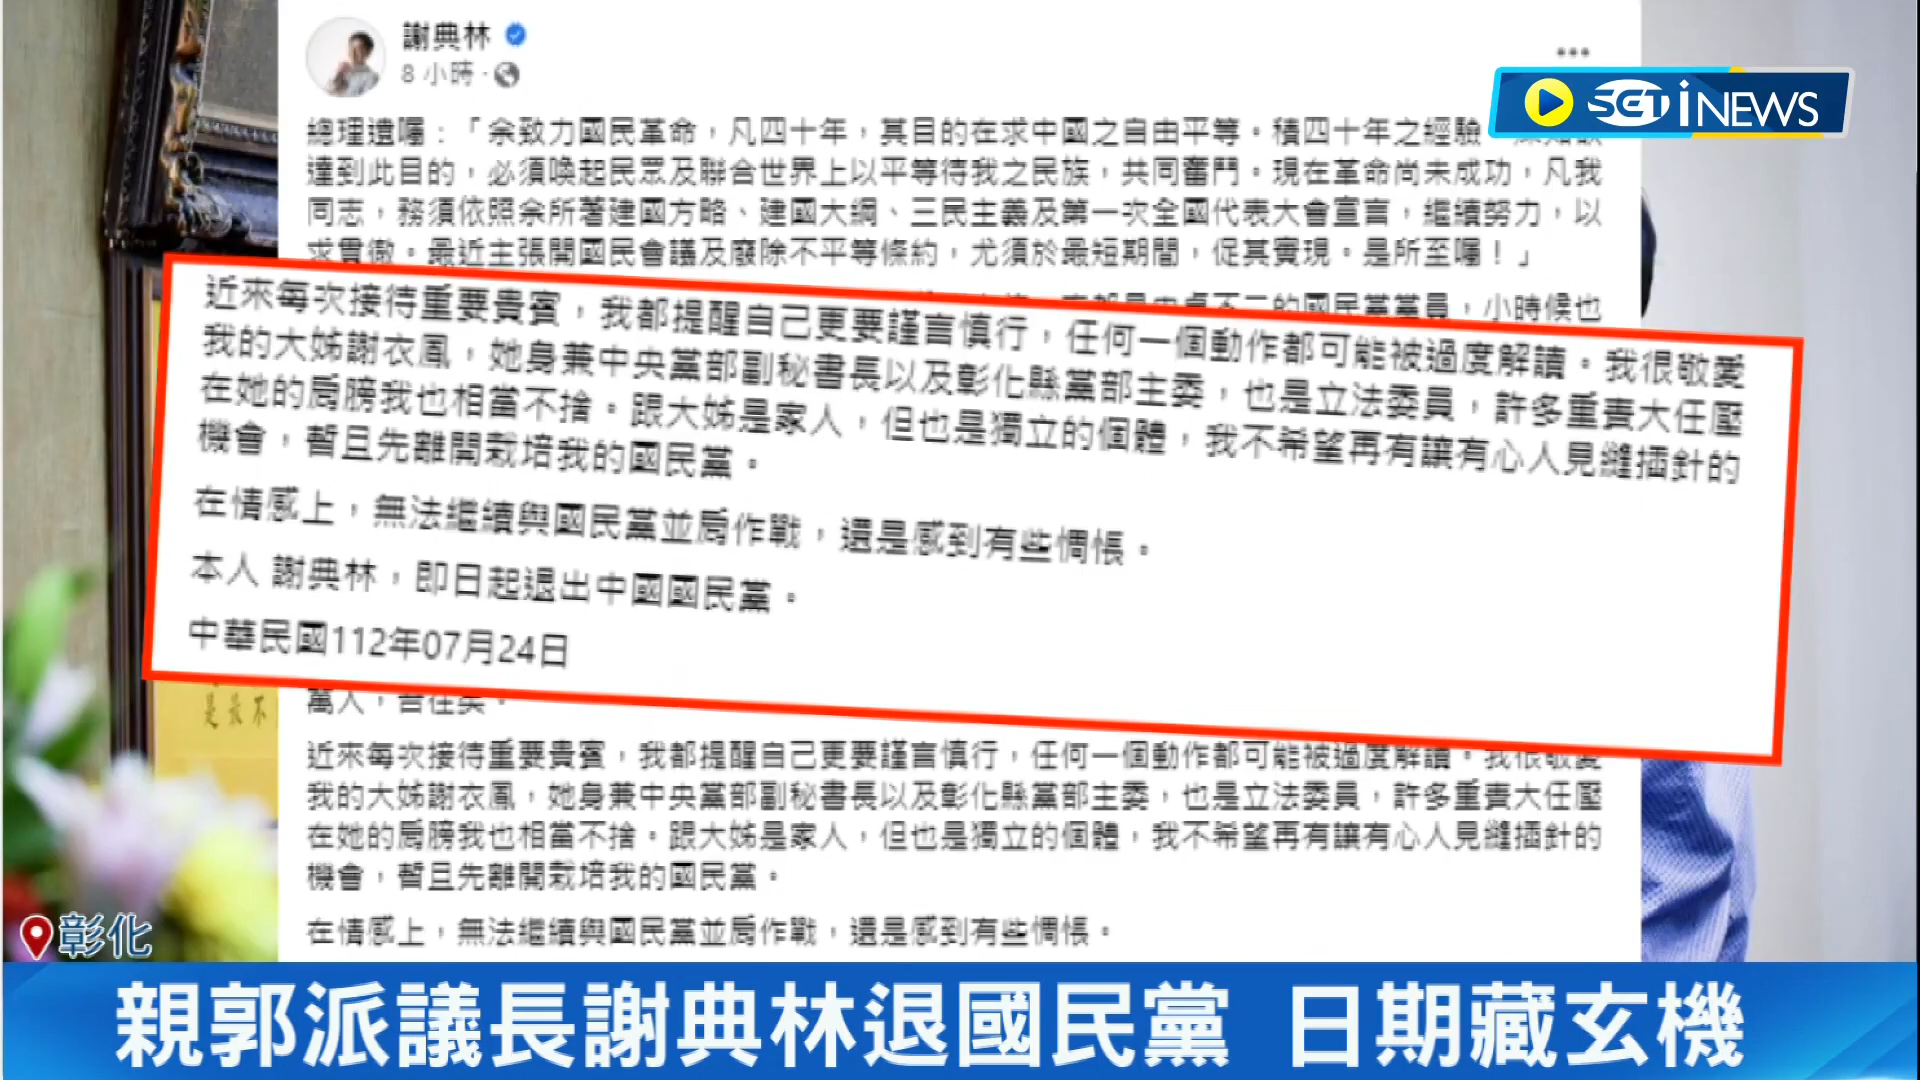 謝典林
8 小時
SET iNEWS
總理遺囑：「余致力國民革命，凡四十年，其目的在求中國之自由平等。積四十年之經驗
達到此目的，必須喚起民眾及聯合世界上以平等待我之民族，共同奮鬥。現在革命尚未成功，凡我
同志，務須依照余所著建國方略、建國大綱、三民主義及第一次全國代表大會宣言，繼續努力，以
求貫徹。最近主張開國民會議及廢除不平等條約，尤須於最短期間，促其實現。是所至囑！」
的國民黨黨員，小時候也
近來每次接待重要貴賓，我都提醒自己更要謹言慎行，任何一個動作都可能被過度解讀。我很敬愛
我的大姊謝衣鳯，她身兼中央黨部副秘書長以及彰化縣黨部主委，也是立法委員，許多重責大任壓
在她的肩膀我也相當不捨。跟大姊是家人，但也是獨立的個體，我不希望再有讓有心人見縫插針的
機會，暫且先離開栽培我的國民黨。
在情感上，無法繼續與國民黨並肩作戰，還是感到有些惆悵。
本人 謝典林，即日起退出中國國民黨。
中華民國112年07月24日
是最不
萬人，吾往矣。
近來每次接待重要貴賓，我都提醒自己更要謹言慎行，任何一個動作都可能被過度解讀。我很敬愛
我的大姊謝衣鳯，她身兼中央黨部副秘書長以及彰化縣黨部主委，也是立法委員，許多重責大任壓
在她的肩膀我也相當不捨。跟大姊是家人，但也是獨立的個體，我不希望再有讓有心人見縫插針的
機會，暫且先離開栽培我的國民黨。
在情感上，無法繼續與國民黨並肩作戰，還是感到有些惆悵。
彰化
親郭派議長謝典林退國民黨 日期藏玄機